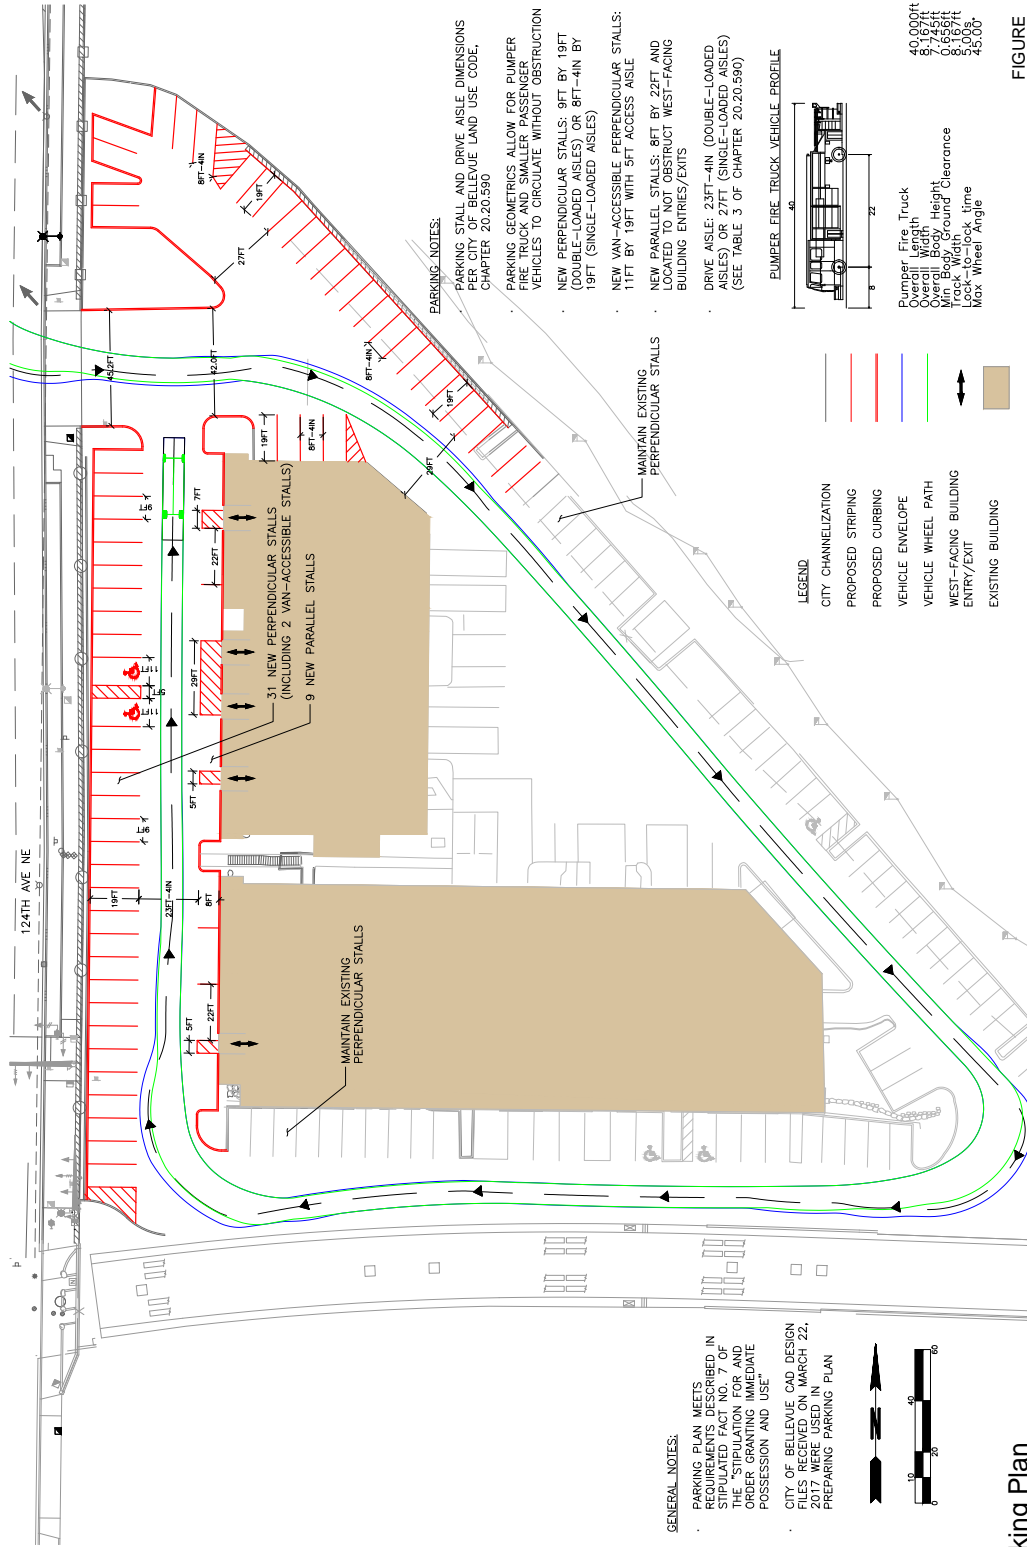 124TH AVE NE
PARKING NOTES:
. PARKING STALL AND DRIVE AISLE DIMENSIONS
PER CITY OF BELLEVUE LAND USE CODE,
CHAPTER 20.20.590
. PARKING GEOMETRICS ALLOW FOR PUMPER
FIRE TRUCK AND SMALLER PASSENGER
VEHICLES TO CIRCULATE WITHOUT OBSTRUCTION
. NEW PERPENDICULAR STALLS: 9FT BY 19FT
(DOUBLE-LOADED AISLES) OR 8FT-4IN BY
19FT (SINGLE-LOADED AISLES)
. NEW VAN-ACCESSIBLE PERPENDICULAR STALLS:
11FT BY 19FT WITH 5FT ACCESS AISLE
. NEW PARALLEL STALLS: 8FT BY 22FT AND
LOCATED TO NOT OBSTRUCT WEST-FACING
BUILDING ENTRIES/EXITS
. DRIVE AISLE: 23FT-4IN (DOUBLE-LOADED
AISLES) OR 27FT (SINGLE-LOADED AISLES)
(SEE TABLE 3 OF CHAPTER 20.20.590)
PUMPER FIRE TRUCK VEHICLE PROFILE
40
8
22
Pumper Fire Truck
Overall Length 40.000ft
Overall Width 8.167ft
Overall Body Height 7.745ft
Min Body Ground Clearance 0.656ft
Track Width 8.167ft
Lock-to-lock time 5.00s
Max Wheel Angle 45.00°
FIGURE
8FT-4IN
19FT
27FT
45.2FT
42.0FT
8FT-4IN
19FT
29FT
19FT
8FT-4IN
9FT
7FT
22FT
29FT
11FT
5FT
11FT
5FT
9FT
19FT
23FT-4IN
8FT
22FT
5FT
31 NEW PERPENDICULAR STALLS
(INCLUDING 2 VAN-ACCESSIBLE STALLS)
9 NEW PARALLEL STALLS
MAINTAIN EXISTING
PERPENDICULAR STALLS
MAINTAIN EXISTING
PERPENDICULAR STALLS
LEGEND
CITY CHANNELIZATION
PROPOSED STRIPING
PROPOSED CURBING
VEHICLE ENVELOPE
VEHICLE WHEEL PATH
WEST-FACING BUILDING
ENTRY/EXIT
EXISTING BUILDING
GENERAL NOTES:
. PARKING PLAN MEETS
REQUIREMENTS DESCRIBED IN
STIPULATED FACT NO. 7 OF
THE "STIPULATION FOR AND
ORDER GRANTING IMMEDIATE
POSSESSION AND USE"
. CITY OF BELLEVUE CAD DESIGN
FILES RECEIVED ON MARCH 22,
2017 WERE USED IN
PREPARING PARKING PLAN
N
0 10 20 40 60
king Plan